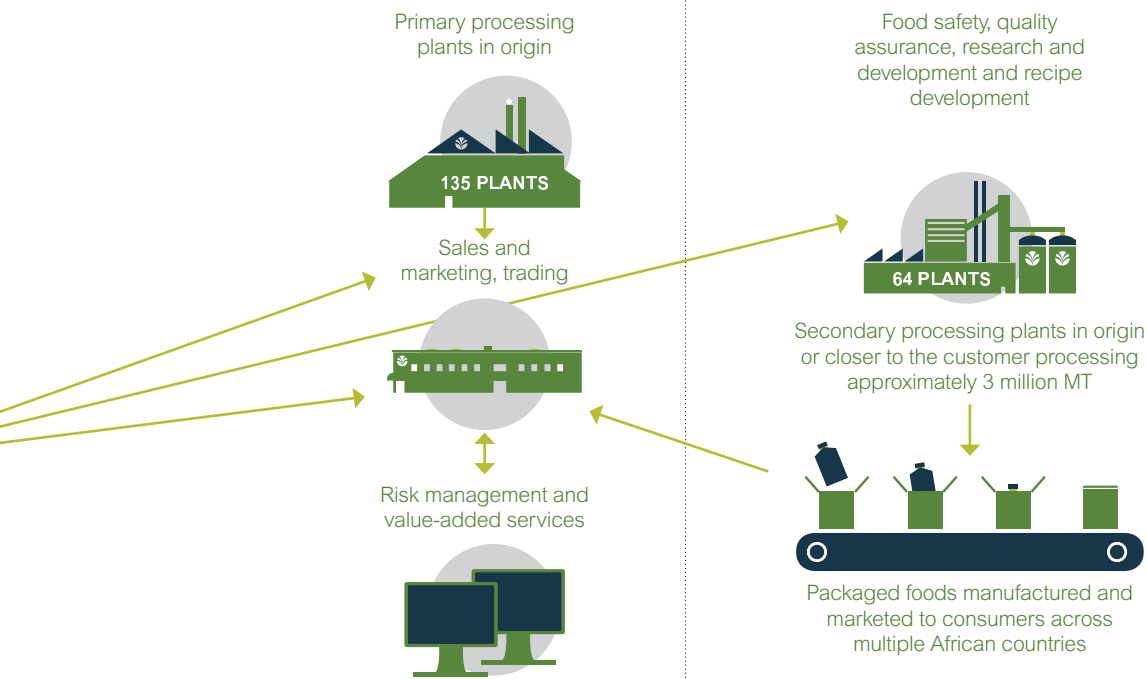 Primary processing
plants in origin
135 PLANTS
Sales and
marketing, trading
Risk management and
value-added services
Food safety, quality
assurance, research and
development and recipe
development
64 PLANTS
Secondary processing plants in origin
or closer to the customer processing
approximately 3 million MT
Packaged foods manufactured and
marketed to consumers across
multiple African countries